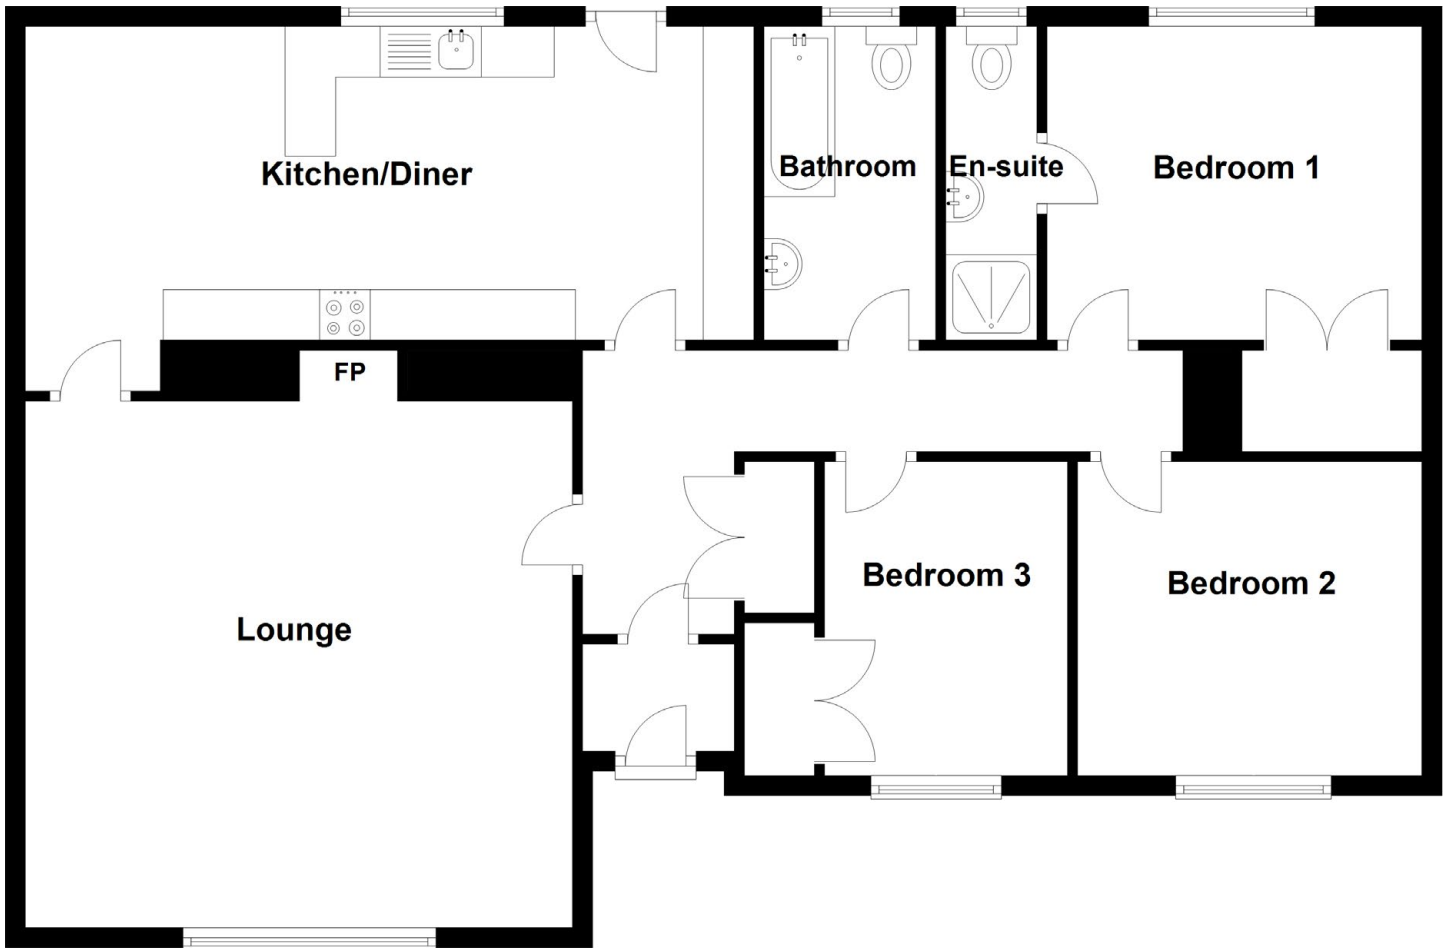 Kitchen/Diner
Bathroom
En-suite
Bedroom 1
FP
Lounge
Bedroom 3
Bedroom 2